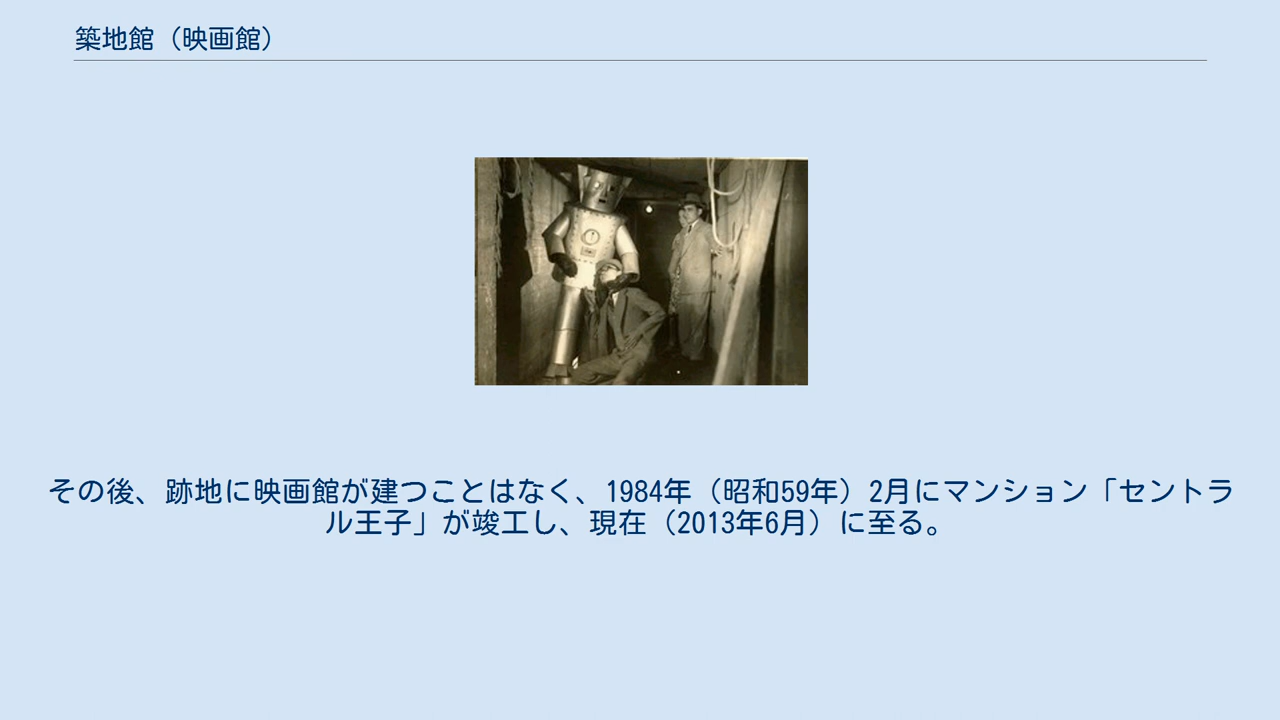 築地館（映画館）
その後、跡地に映画館が建つことはなく、1984年（昭和59年）2月にマンション「セントラ
ル王子」が竣工し、現在（2013年6月）に至る。